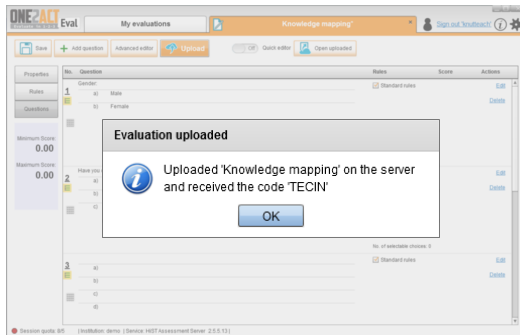 ONE2ACT Eval
My evaluations
Knowledge mapping*
Sign out 'knutteach'
Save
Add question
Advanced editor
Upload
Off
Quick editor
Open uploaded
Properties
Rules
Questions
Minimum Score:
0.00
Maximum Score:
0.00
No. Question Rules Score Actions
1 Gender: Standard rules Edit
a) Male Delete
b) Female
Evaluation uploaded
Uploaded 'Knowledge mapping' on the server
and received the code 'TECIN'
OK
2 Have you Edit
a) Delete
b)
c)
No. of selectable choices: 0
3 Standard rules Edit
a) Delete
b)
c)
d)
Session quota: 8/5 | Institution: demo | Service: HiST Assessment Server 2.5.5.13 |